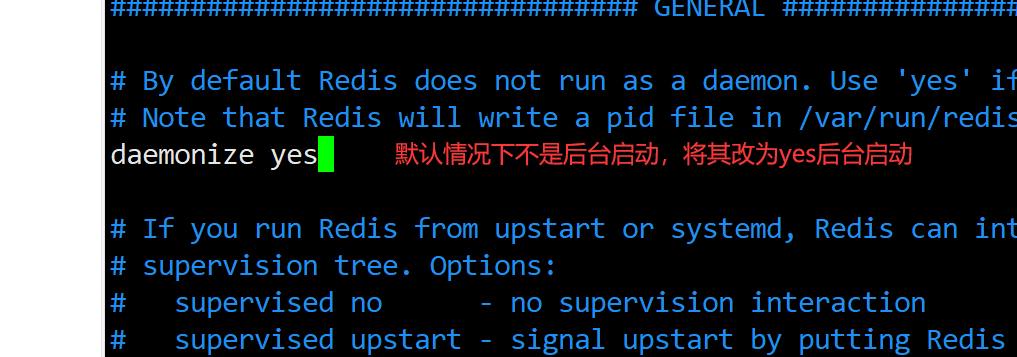 ################################# GENERAL ###############
# By default Redis does not run as a daemon. Use 'yes' if
# Note that Redis will write a pid file in /var/run/redis
daemonize yes 默认情况下不是后台启动，将其改为yes后台启动
# If you run Redis from upstart or systemd, Redis can int
# supervision tree. Options:
#   supervised no      - no supervision interaction
#   supervised upstart - signal upstart by putting Redis